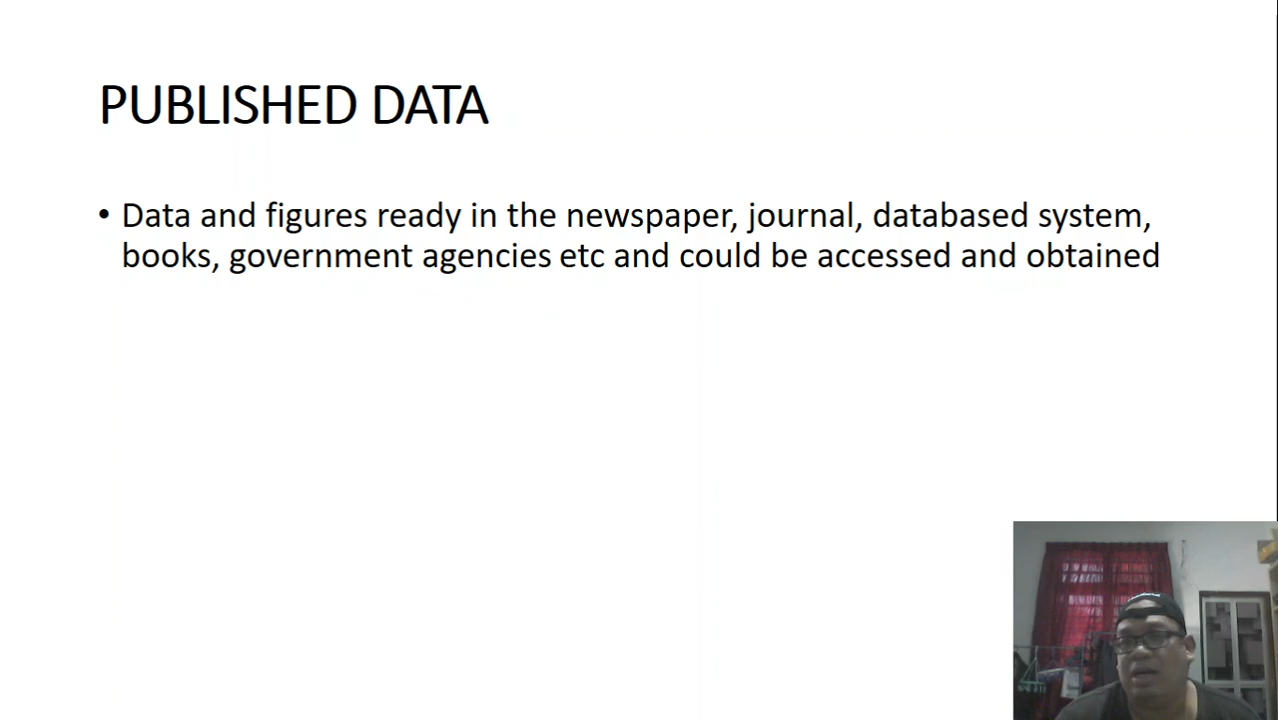 PUBLISHED DATA
• Data and figures ready in the newspaper, journal, databased system,
books, government agencies etc and could be accessed and obtained